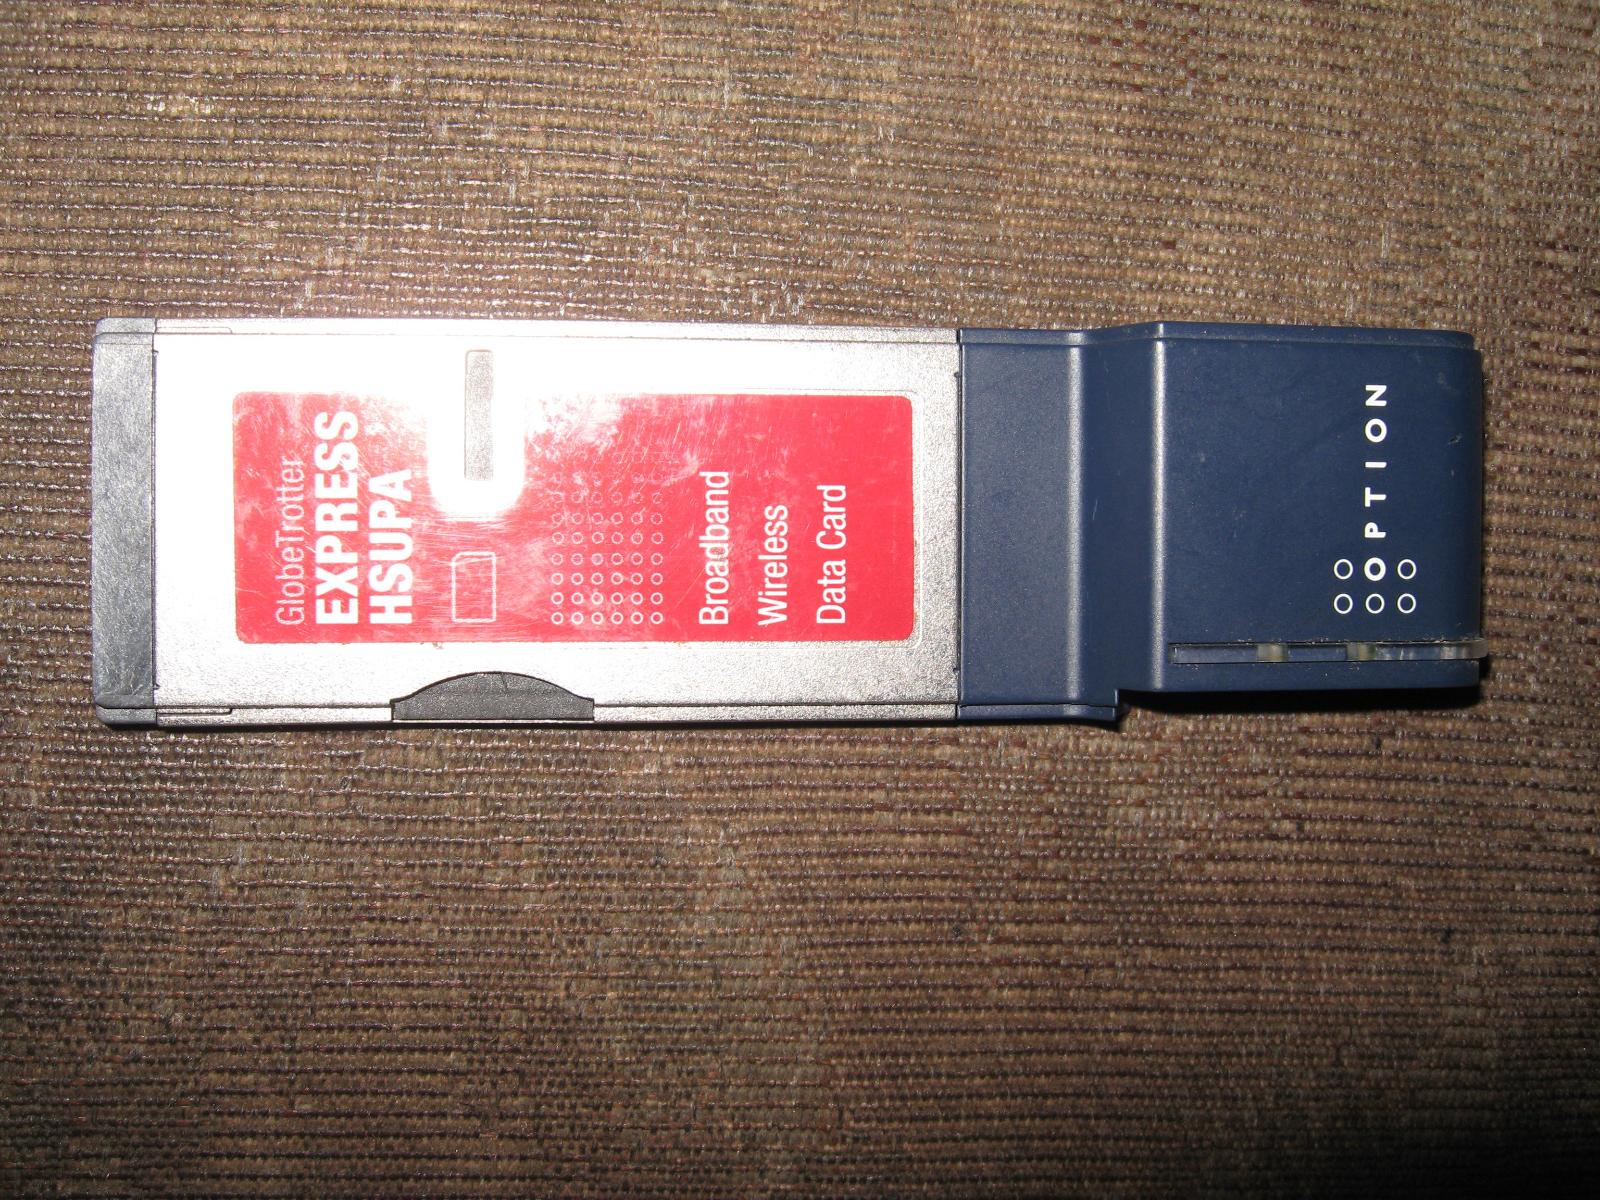 GlobeTrotter
EXPRESS
HSUPA
Broadband
Wireless
Data Card
OPTION